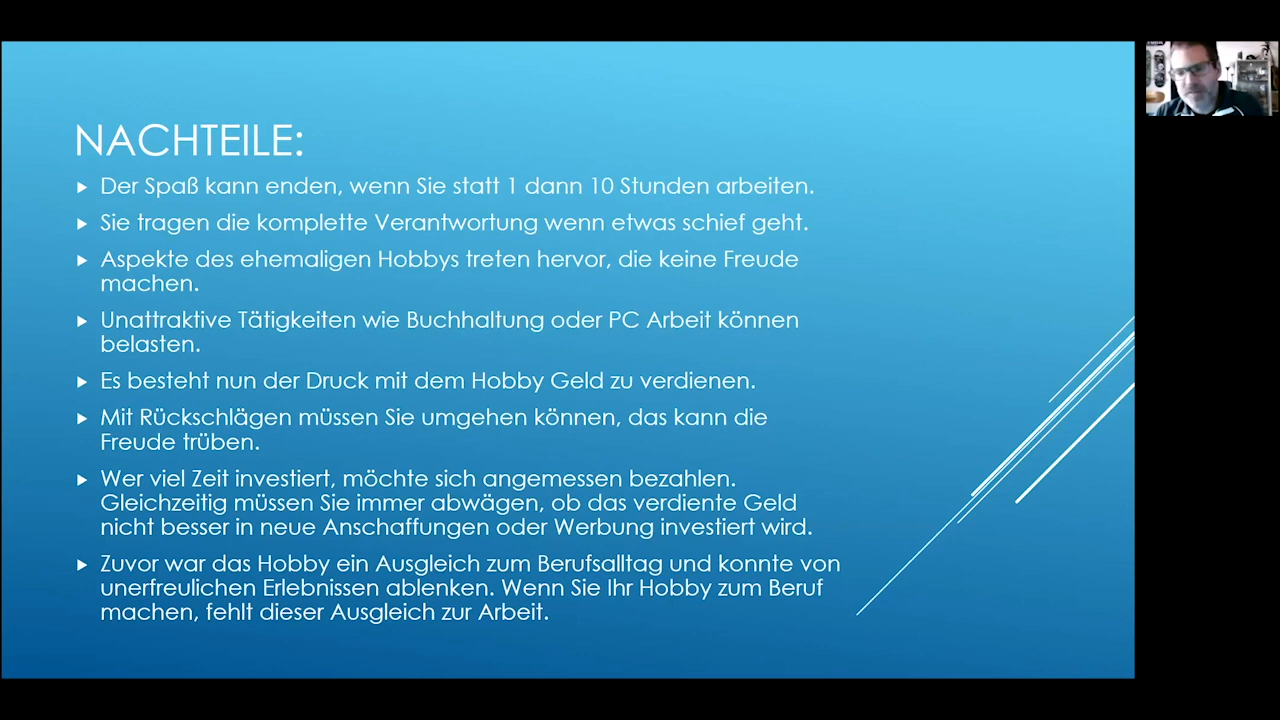 NACHTEILE:
Der Spaß kann enden, wenn Sie statt 1 dann 10 Stunden arbeiten.
Sie tragen die komplette Verantwortung wenn etwas schief geht.
Aspekte des ehemaligen Hobbys treten hervor, die keine Freude
machen.
Unattraktive Tätigkeiten wie Buchhaltung oder PC Arbeit können
belasten.
Es besteht nun der Druck mit dem Hobby Geld zu verdienen.
Mit Rückschlägen müssen Sie umgehen können, das kann die
Freude trüben.
Wer viel Zeit investiert, möchte sich angemessen bezahlen.
Gleichzeitig müssen Sie immer abwägen, ob das verdiente Geld
nicht besser in neue Anschaffungen oder Werbung investiert wird.
Zuvor war das Hobby ein Ausgleich zum Berufsalltag und konnte von
unerfreulichen Erlebnissen ablenken. Wenn Sie Ihr Hobby zum Beruf
machen, fehlt dieser Ausgleich zur Arbeit.